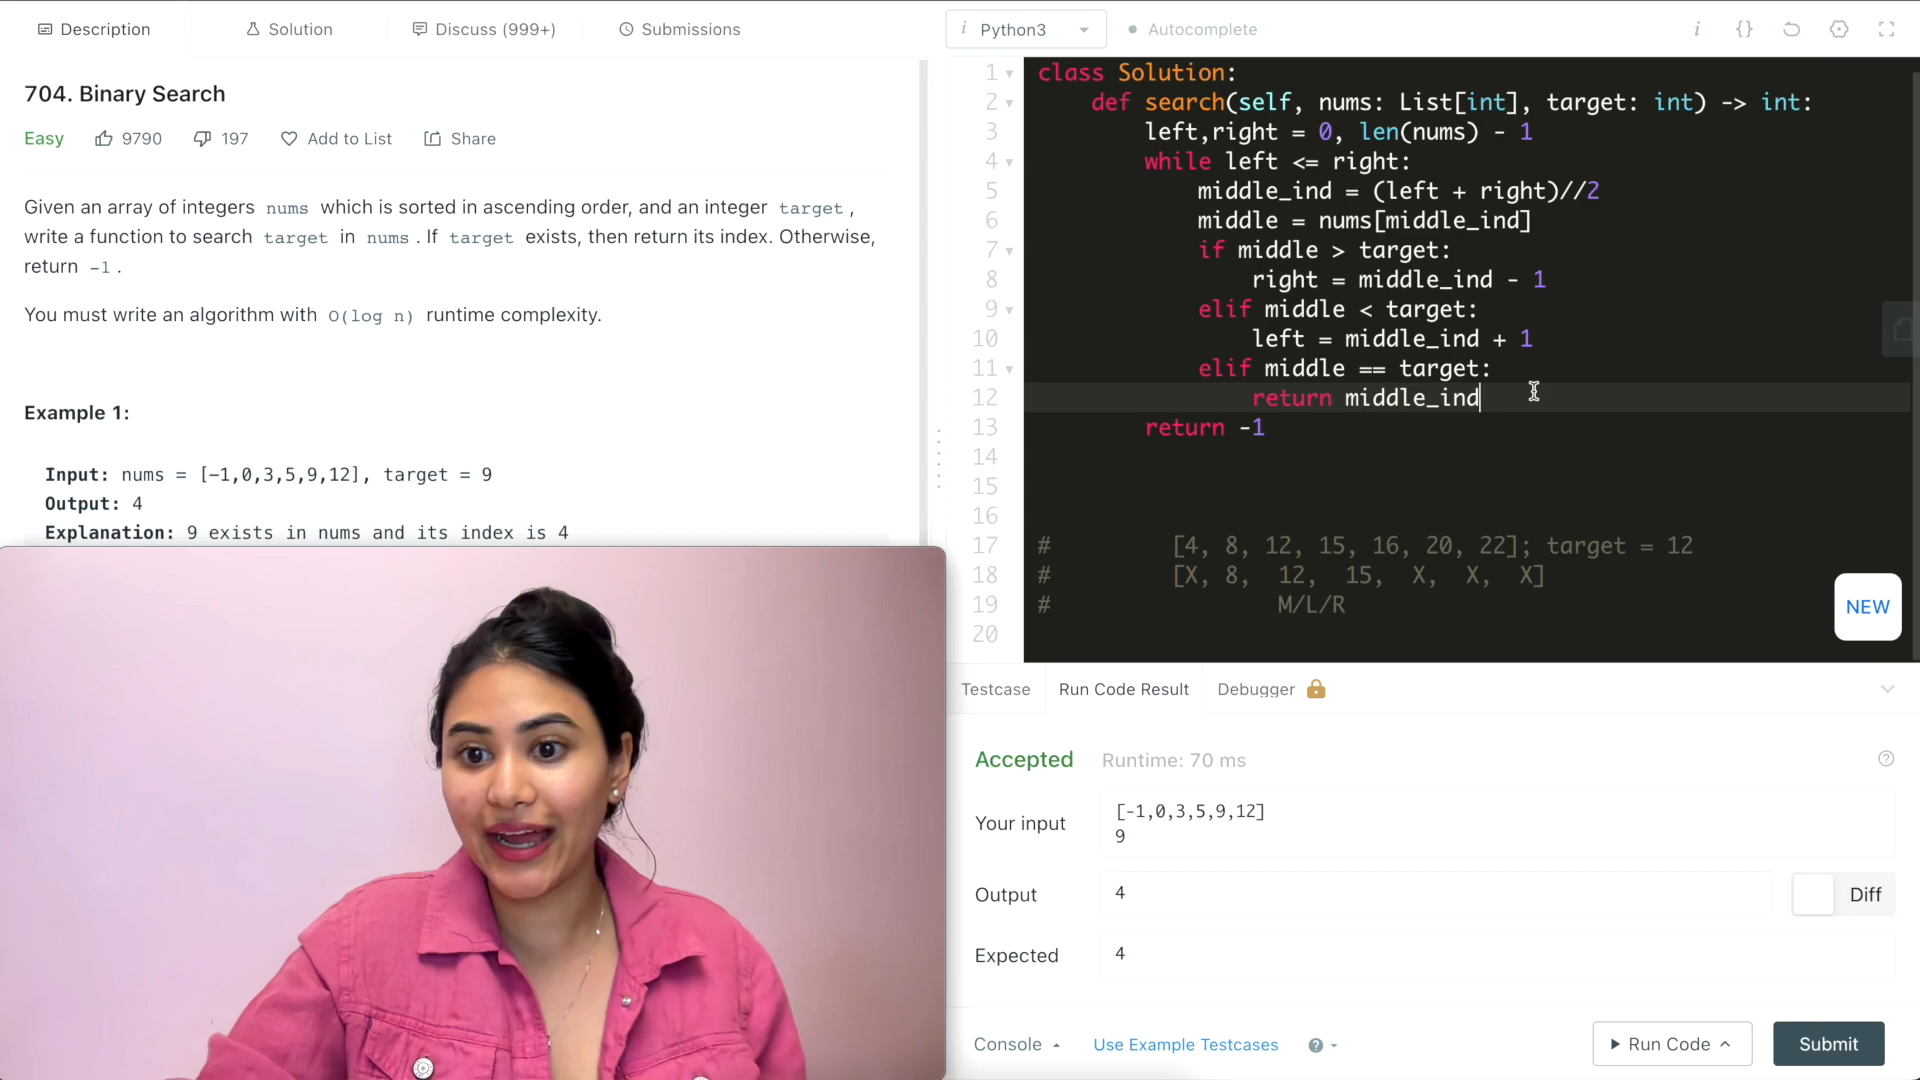 Description
Solution
Discuss (999+)
Submissions
704. Binary Search
Easy
9790
197
Add to List
Share
Given an array of integers nums which is sorted in ascending order, and an integer target ,
write a function to search target in nums . If target exists, then return its index. Otherwise,
return -1 .
You must write an algorithm with O(log n) runtime complexity.
Example 1:
Input: nums = [-1,0,3,5,9,12], target = 9
Output: 4
Explanation: 9 exists in nums and its index is 4
i Python3
Autocomplete
i {}
1 class Solution:
2 def search(self, nums: List[int], target: int) -> int:
3 left,right = 0, len(nums) - 1
4 while left <= right:
5 middle_ind = (left + right)//2
6 middle = nums[middle_ind]
7 if middle > target:
8 right = middle_ind - 1
9 elif middle < target:
10 left = middle_ind + 1
11 elif middle == target:
12 return middle_ind
13 return -1
14
15
16
17 # [4, 8, 12, 15, 16, 20, 22]; target = 12
18 # [X, 8, 12, 15, X, X, X]
19 # M/L/R
20
NEW
Testcase
Run Code Result
Debugger
Accepted
Runtime: 70 ms
Your input
[-1,0,3,5,9,12]
9
Output
4
Diff
Expected
4
Console
Use Example Testcases
Run Code
Submit